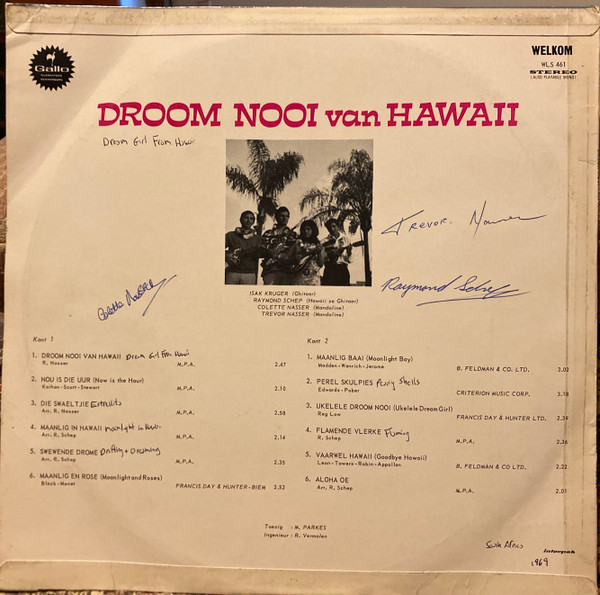 Gallo
WELKOM
WLS 461
STEREO
(ALSO PLAYABLE MONO)
DROOM NOOI van HAWAII
Dream Girl From Hawaii
Trevor Nasser
Colette Nasser
Raymond Schep
ISAK KRUGER (Ghitaar)
RAYMOND SCHEP (Hawaii se Ghitaar)
COLETTE NASSER (Mandoline)
TREVOR NASSER (Mandoline)
Kant 1
1. DROOM NOOI VAN HAWAII Dream Girl From Hawaii
R. Nasser M.P.A. 2.47
2. NOU IS DIE UUR (Now is the Hour)
Kaihan-Scott-Stewart M.P.A. 2.10
3. DIE SWAELTJIE
Arr. R. Nasser M.P.A. 2.58
4. MAANLIG IN HAWAII moonlight in Hawaii
Arr. R. Schep M.P.A. 2.14
5. SWEWENDE DROME Drifting + Dreaming
Arr. R. Schep M.P.A. 2.35
6. MAANLIG EN ROSE (Moonlight and Roses)
Black-Moret FRANCIS DAY & HUNTER-BIEM 2.53
Kant 2
1. MAANLIG BAAI (Moonlight Bay)
Madden-Wenrich-Jerome B. FELDMAN & CO. LTD. 3.02
2. PEREL SKULPIES Pearly Shells
Edwards-Pober CRITERION MUSIC CORP. 3.18
3. UKELELE DROOM NOOI (Ukelele Dream Girl)
Reg Low FRANCIS DAY & HUNTER LTD. 2.34
4. FLAMENDE VLERKE Flaming
R. Schep M.P.A. 2.36
5. VAARWEL HAWAII (Goodbye Hawaii)
Leon-Towers-Robin-Appollon B. FELDMAN & CO LTD. 2.22
6. ALOHA OE
Arr. R. Schep M.P.A. 2.01
Toesig : M. PARKES
Ingenieur : R. Vermolen
South Africa
interpak
1969